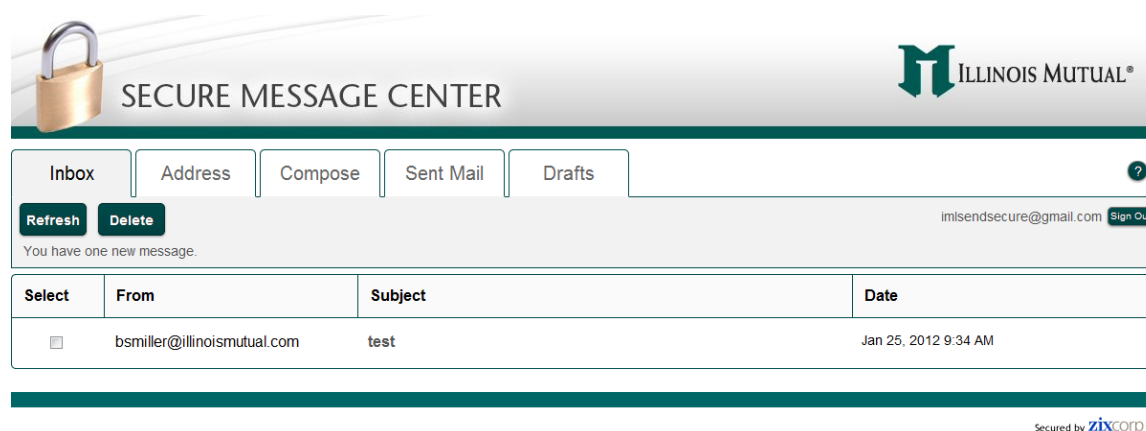 SECURE MESSAGE CENTER
ILLINOIS MUTUAL®
Inbox Address Compose Sent Mail Drafts ?
Refresh Delete imlsendsecure@gmail.com Sign Ou
You have one new message.
Select From Subject Date
bsmiller@illinoismutual.com test Jan 25, 2012 9:34 AM
Secured by zixcorp